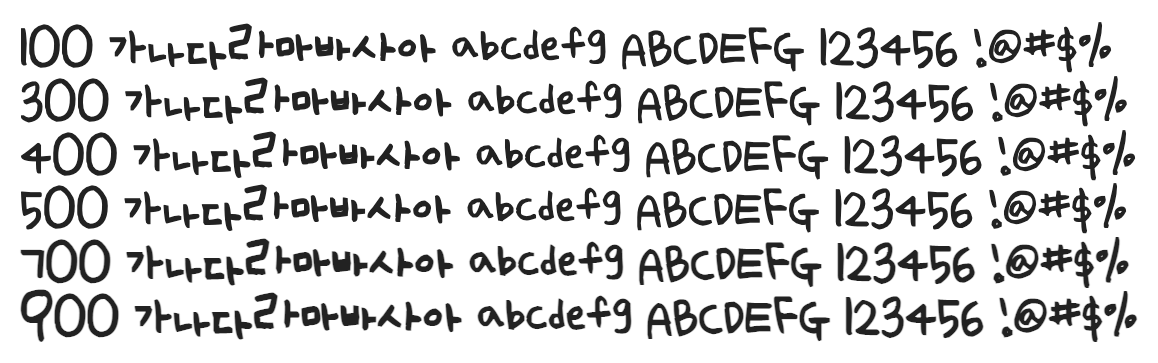 100 가나다라마바사아 abcdefg ABCDEFG 123456 !@#$%
300 가나다라마바사아 abcdefg ABCDEFG 123456 !@#$%
400 가나다라마바사아 abcdefg ABCDEFG 123456 !@#$%
500 가나다라마바사아 abcdefg ABCDEFG 123456 !@#$%
700 가나다라마바사아 abcdefg ABCDEFG 123456 !@#$%
900 가나다라마바사아 abcdefg ABCDEFG 123456 !@#$%